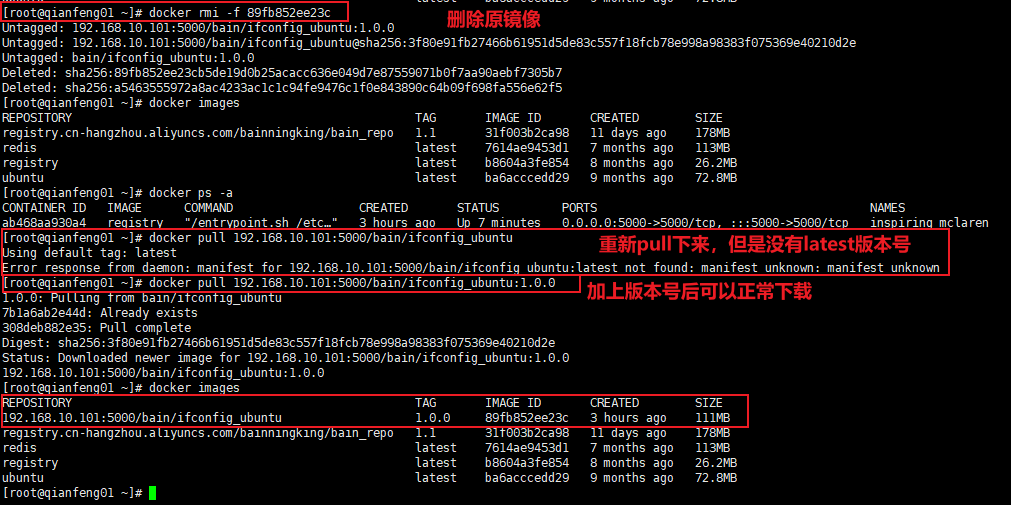 [root@qianfeng01 ~]# docker rmi -f 89fb852ee23c
删除原镜像
Untagged: 192.168.10.101:5000/bain/ifconfig_ubuntu:1.0.0
Untagged: 192.168.10.101:5000/bain/ifconfig_ubuntu@sha256:3f80e91fb27466b61951d5de83c557f18fcb78e998a98383f075369e40210d2e
Untagged: bain/ifconfig_ubuntu:1.0.0
Deleted: sha256:89fb852ee23cb5de19d0b25acacc636e049d7e87559071b0f7aa90aebf7305b7
Deleted: sha256:a5463555972a8ac4233ac1c1c94fe9476c1f0e843890c64b09f698fa556e62f5
[root@qianfeng01 ~]# docker images
REPOSITORY TAG IMAGE ID CREATED SIZE
registry.cn-hangzhou.aliyuncs.com/bainningking/bain_repo 1.1 31f003b2ca98 11 days ago 178MB
redis latest 7614ae9453d1 7 months ago 113MB
registry latest b8604a3fe854 8 months ago 26.2MB
ubuntu latest ba6acccedd29 9 months ago 72.8MB
[root@qianfeng01 ~]# docker ps -a
CONTAINER ID IMAGE COMMAND CREATED STATUS PORTS NAMES
ab468aa930a4 registry "/entrypoint.sh /etc…" 3 hours ago Up 7 minutes 0.0.0.0:5000->5000/tcp, :::5000->5000/tcp inspiring_mclaren
[root@qianfeng01 ~]# docker pull 192.168.10.101:5000/bain/ifconfig_ubuntu
重新pull下来，但是没有latest版本号
Using default tag: latest
Error response from daemon: manifest for 192.168.10.101:5000/bain/ifconfig_ubuntu:latest not found: manifest unknown: manifest unknown
[root@qianfeng01 ~]# docker pull 192.168.10.101:5000/bain/ifconfig_ubuntu:1.0.0
加上版本号后可以正常下载
1.0.0: Pulling from bain/ifconfig_ubuntu
7b1a6ab2e44d: Already exists
308deb882e35: Pull complete
Digest: sha256:3f80e91fb27466b61951d5de83c557f18fcb78e998a98383f075369e40210d2e
Status: Downloaded newer image for 192.168.10.101:5000/bain/ifconfig_ubuntu:1.0.0
192.168.10.101:5000/bain/ifconfig_ubuntu:1.0.0
[root@qianfeng01 ~]# docker images
REPOSITORY TAG IMAGE ID CREATED SIZE
192.168.10.101:5000/bain/ifconfig_ubuntu 1.0.0 89fb852ee23c 3 hours ago 111MB
registry.cn-hangzhou.aliyuncs.com/bainningking/bain_repo 1.1 31f003b2ca98 11 days ago 178MB
redis latest 7614ae9453d1 7 months ago 113MB
registry latest b8604a3fe854 8 months ago 26.2MB
ubuntu latest ba6acccedd29 9 months ago 72.8MB
[root@qianfeng01 ~]#